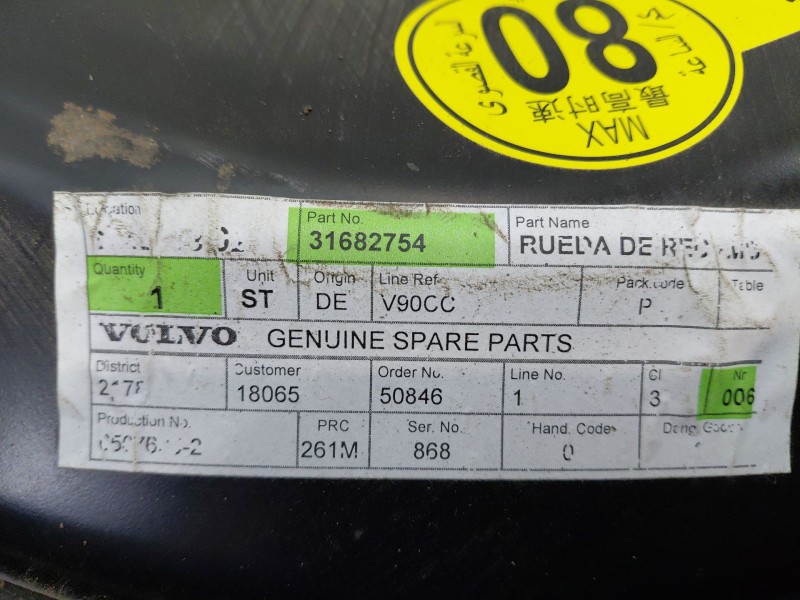 80
MAX
最高时速
Part No.
31682754
Part Name
RUEDA DE
Quantity
1
Unit
ST
Origin
DE
Line Ref
V90CC
Pack.code
P
Table
VOLVO
GENUINE SPARE PARTS
District
Customer
18065
Order No.
50846
Line No.
1
Cl
3
Nr
006
Production No.
PRC
261M
Ser. No.
868
Hand. Code
0